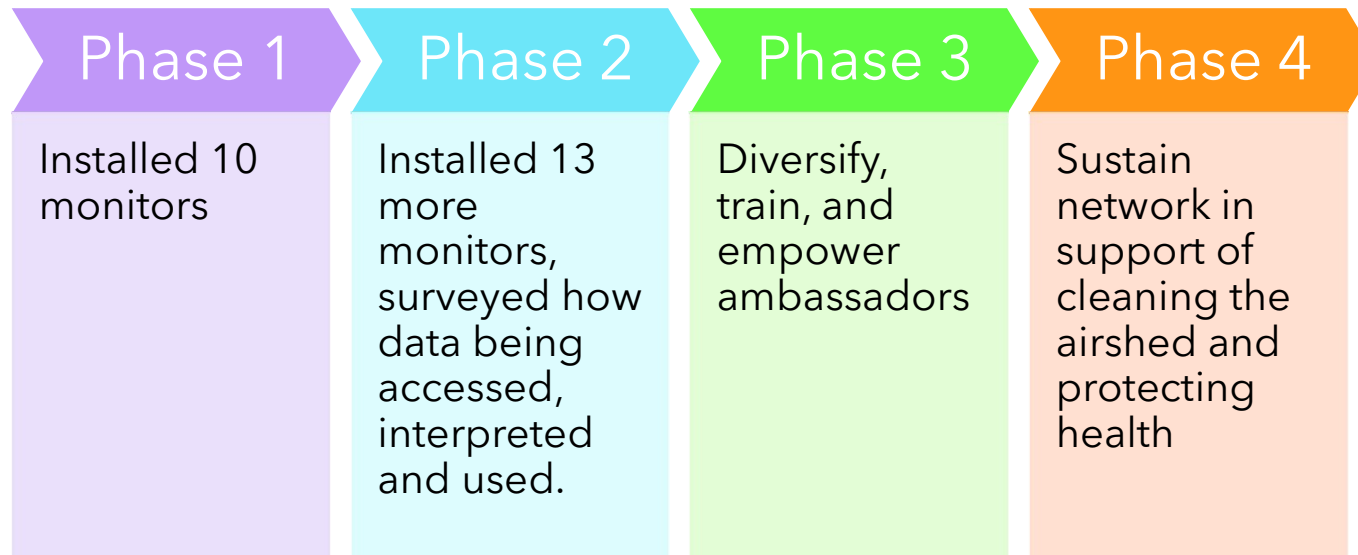 Phase 1
Installed 10
monitors
Phase 2
Installed 13
more
monitors,
surveyed how
data being
accessed,
interpreted
and used.
Phase 3
Diversify,
train, and
empower
ambassadors
Phase 4
Sustain
network in
support of
cleaning the
airshed and
protecting
health